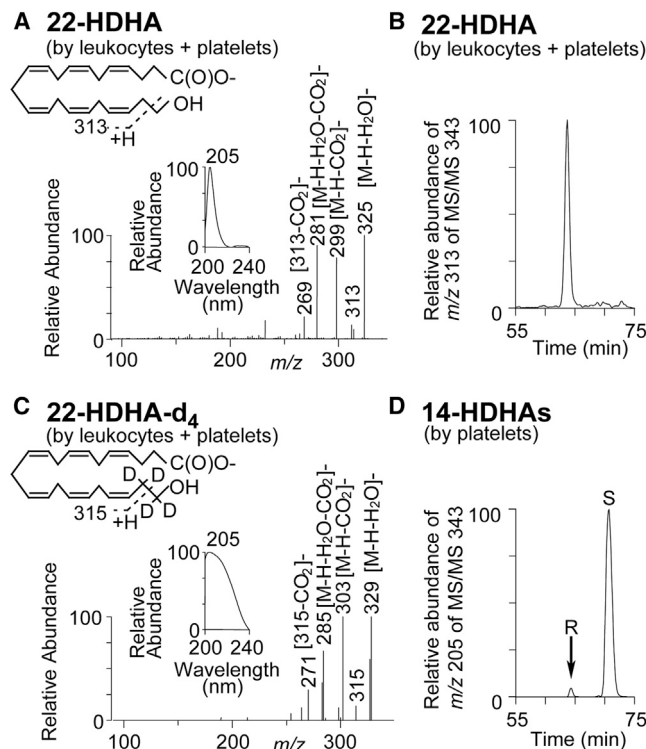 A 22-HDHA
(by leukocytes + platelets)
C(O)O-
OH
313
+H
205
100
0
Relative
Abundance
200 240
Wavelength
(nm)
Relative Abundance
100
0
269 [313-CO2]-
281 [M-H-H2O-CO2]-
299 [M-H-CO2]-
313
325 [M-H-H2O]-
100 200 300
m/z
B 22-HDHA
(by leukocytes + platelets)
Relative abundance of
m/z 313 of MS/MS 343
100
0
55 75
Time (min)
C 22-HDHA-d4
(by leukocytes + platelets)
C(O)O-
D D
OH
D D
315
+H
205
100
0
Relative
Abundance
200 240
Wavelength
(nm)
Relative Abundance
100
0
271 [315-CO2]-
285 [M-H-H2O-CO2]-
303 [M-H-CO2]-
315
329 [M-H-H2O]-
100 200 300
m/z
D 14-HDHAs
(by platelets)
Relative abundance of
m/z 205 of MS/MS 343
100
0
S
R
55 75
Time (min)